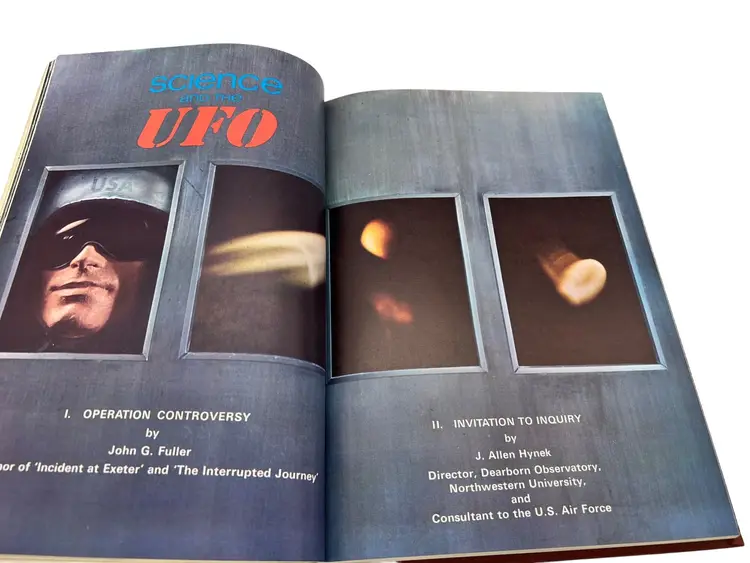 science
and the
UFO
USA
I. OPERATION CONTROVERSY
by
John G. Fuller
or of 'Incident at Exeter' and 'The Interrupted Journey'
II. INVITATION TO INQUIRY
by
J. Allen Hynek
Director, Dearborn Observatory,
Northwestern University,
and
Consultant to the U.S. Air Force